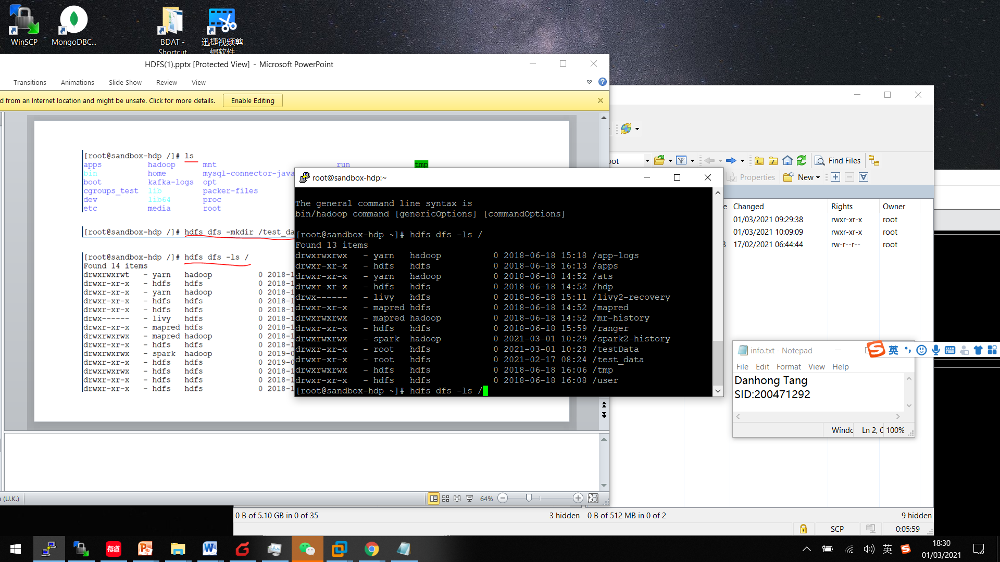 WinSCP
MongoDBC...
BDAT -
Shortcut
迅捷视频剪
辑软件
HDFS(1).pptx [Protected View] - Microsoft PowerPoint
Transitions Animations Slide Show Review View
d from an Internet location and might be unsafe. Click for more details. Enable Editing
[root@sandbox-hdp /]# ls
apps hadoop mnt run tmp
bin home mysql-connector-java
boot kafka-logs opt
cgroups_test lib packer-files
dev lib64 proc
etc media root
[root@sandbox-hdp /]# hdfs dfs -mkdir /test_da
[root@sandbox-hdp /]# hdfs dfs -ls /
Found 14 items
drwxrwxrwt - yarn hadoop 0 2018-1
drwxr-xr-x - hdfs hdfs 0 2018-1
drwxr-xr-x - yarn hadoop 0 2018-1
drwxr-xr-x - hdfs hdfs 0 2018-1
drwxr-xr-x - hdfs hdfs 0 2018-1
drwx------ - livy hdfs 0 2018-1
drwxr-xr-x - mapred hdfs 0 2018-1
drwxrwxrwx - mapred hadoop 0 2018-1
drwxr-xr-x - hdfs hdfs 0 2018-1
drwxrwxrwx - spark hadoop 0 2019-0
drwxr-xr-x - hdfs hdfs 0 2019-0
drwxrwxrwx - hdfs hdfs 0 2018-1
drwxr-xr-x - hdfs hdfs 0 2018-1
drwxr-xr-x - hdfs hdfs 0 2018-1
root@sandbox-hdp:~
The general command line syntax is
bin/hadoop command [genericOptions] [commandOptions]
[root@sandbox-hdp ~]# hdfs dfs -ls /
Found 13 items
drwxrwxrwx - yarn hadoop 0 2018-06-18 15:18 /app-logs
drwxr-xr-x - hdfs hdfs 0 2018-06-18 16:13 /apps
drwxr-xr-x - yarn hadoop 0 2018-06-18 14:52 /ats
drwxr-xr-x - hdfs hdfs 0 2018-06-18 14:52 /hdp
drwx------ - livy hdfs 0 2018-06-18 15:11 /livy2-recovery
drwxr-xr-x - mapred hdfs 0 2018-06-18 14:52 /mapred
drwxrwxrwx - mapred hadoop 0 2018-06-18 14:52 /mr-history
drwxr-xr-x - hdfs hdfs 0 2018-06-18 15:59 /ranger
drwxrwxrwx - spark hadoop 0 2021-03-01 10:29 /spark2-history
drwxr-xr-x - root hdfs 0 2021-03-01 10:28 /testData
drwxr-xr-x - root hdfs 0 2021-02-17 08:24 /test_data
drwxrwxrwx - hdfs hdfs 0 2018-06-18 16:06 /tmp
drwxr-xr-x - hdfs hdfs 0 2018-06-18 16:08 /user
[root@sandbox-hdp ~]# hdfs dfs -ls /
oot Find Files
Properties New
e Changed Rights Owner
01/03/2021 09:29:38 rwxr-xr-x root
01/03/2021 10:09:09 rwxr-xr-x root
3 17/02/2021 06:44:44 rw-r--r-- root
info.txt - Notepad
英
File Edit Format View Help
Danhong Tang
SID:200471292
Windc Ln 2, C 100%
(U.K.) 64%
0 B of 5.10 GB in 0 of 35 3 hidden 0 B of 512 MB in 0 of 2 9 hidden
SCP 0:05:59
有道
英
18:30
01/03/2021